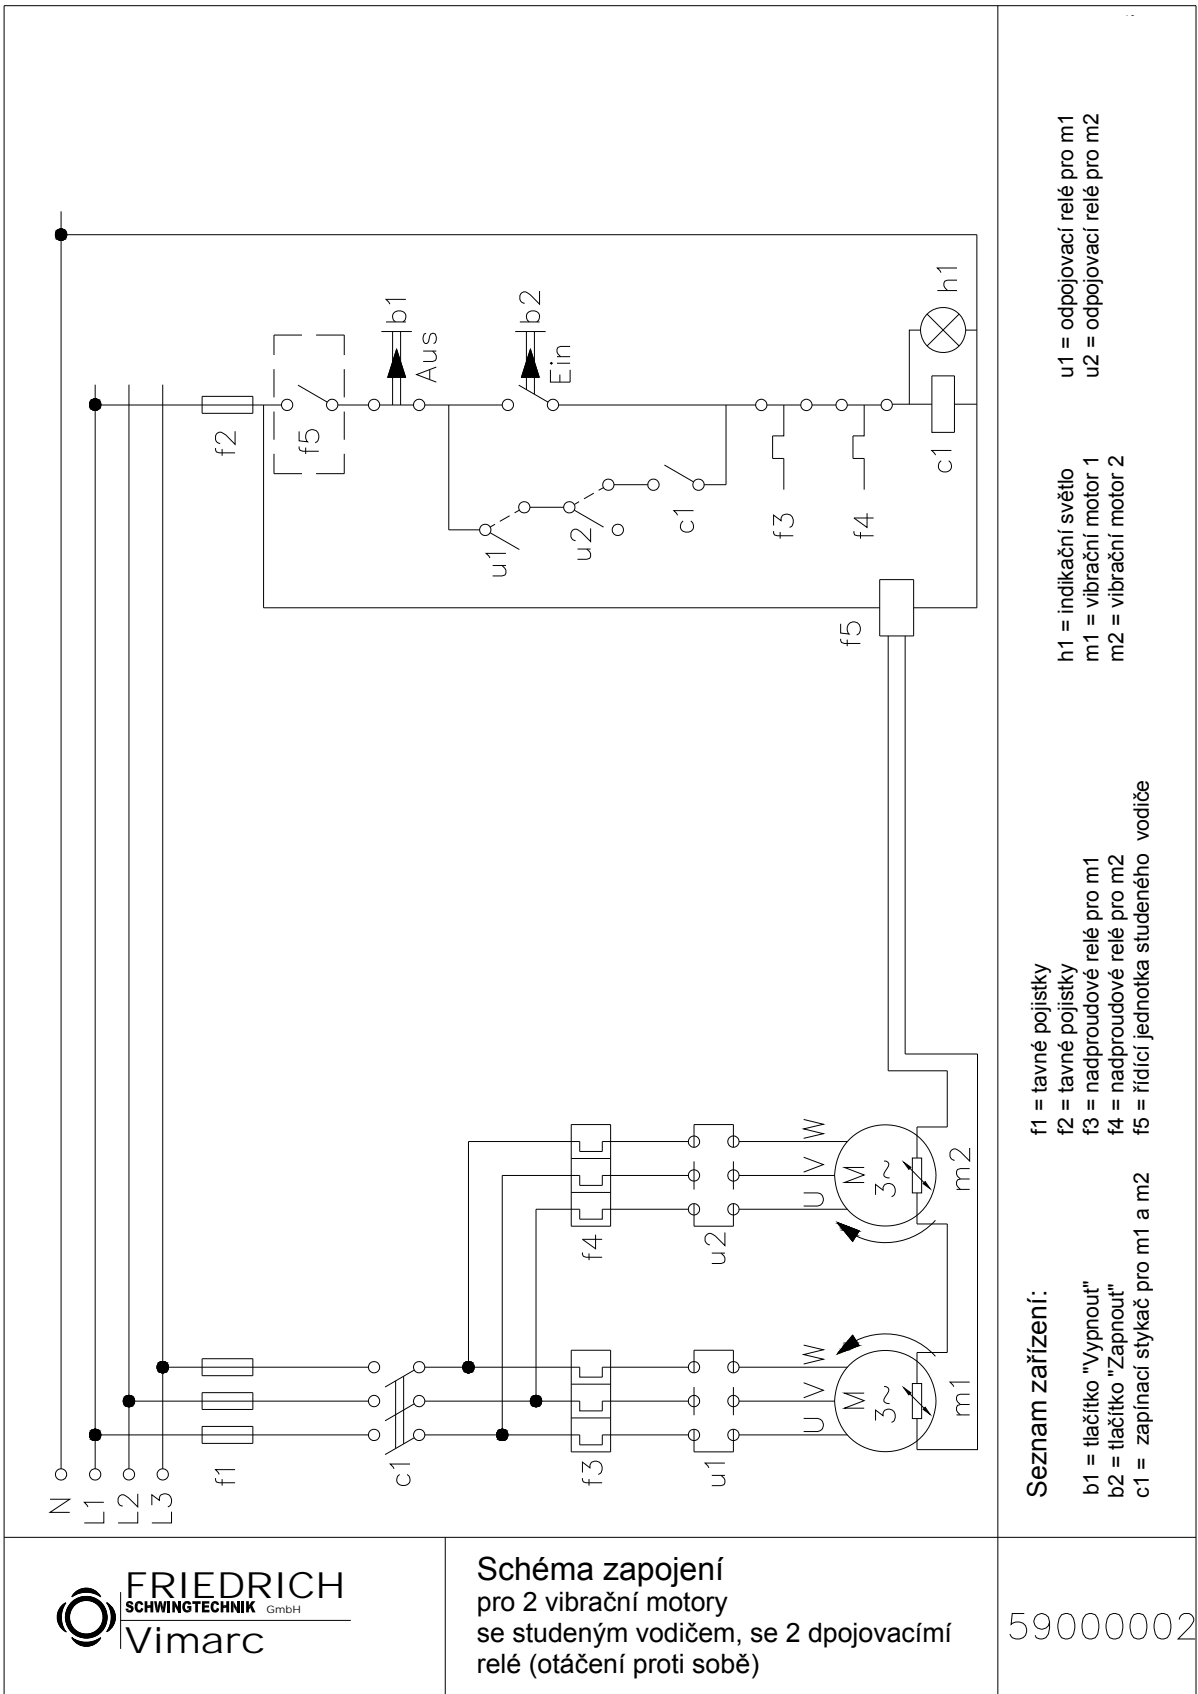 N
L1
L2
L3
f1
c1
f3
u1
U
V
W
M
3~
m1
f4
u2
U
V
W
M
3~
m2
f2
f5
b1
Aus
b2
Ein
u1
u2
c1
f3
f4
f5
c1
h1
Seznam zařízení:
b1 = tlačítko "Vypnout"
b2 = tlačítko "Zapnout"
c1 = zapínací stykač pro m1 a m2
f1 = tavné pojistky
f2 = tavné pojistky
f3 = nadproudové relé pro m1
f4 = nadproudové relé pro m2
f5 = řídící jednotka studeného vodiče
h1 = indikační světlo
m1 = vibrační motor 1
m2 = vibrační motor 2
u1 = odpojovací relé pro m1
u2 = odpojovací relé pro m2
FRIEDRICH
SCHWINGTECHNIK GmbH
Vimarc
Schéma zapojení
pro 2 vibrační motory
se studeným vodičem, se 2 dpojovacímí
relé (otáčení proti sobě)
59000002